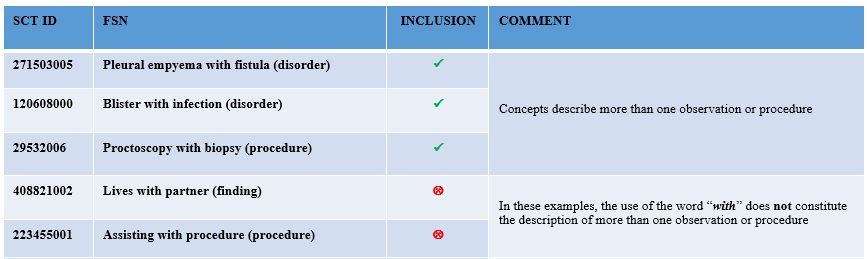 SCT ID FSN INCLUSION COMMENT
271503005 Pleural empyema with fistula (disorder) ✓
120608000 Blister with infection (disorder) ✓
Concepts describe more than one observation or procedure
29532006 Proctoscopy with biopsy (procedure) ✓
408821002 Lives with partner (finding) ⊗
In these examples, the use of the word “with” does not constitute
the description of more than one observation or procedure
223455001 Assisting with procedure (procedure) ⊗